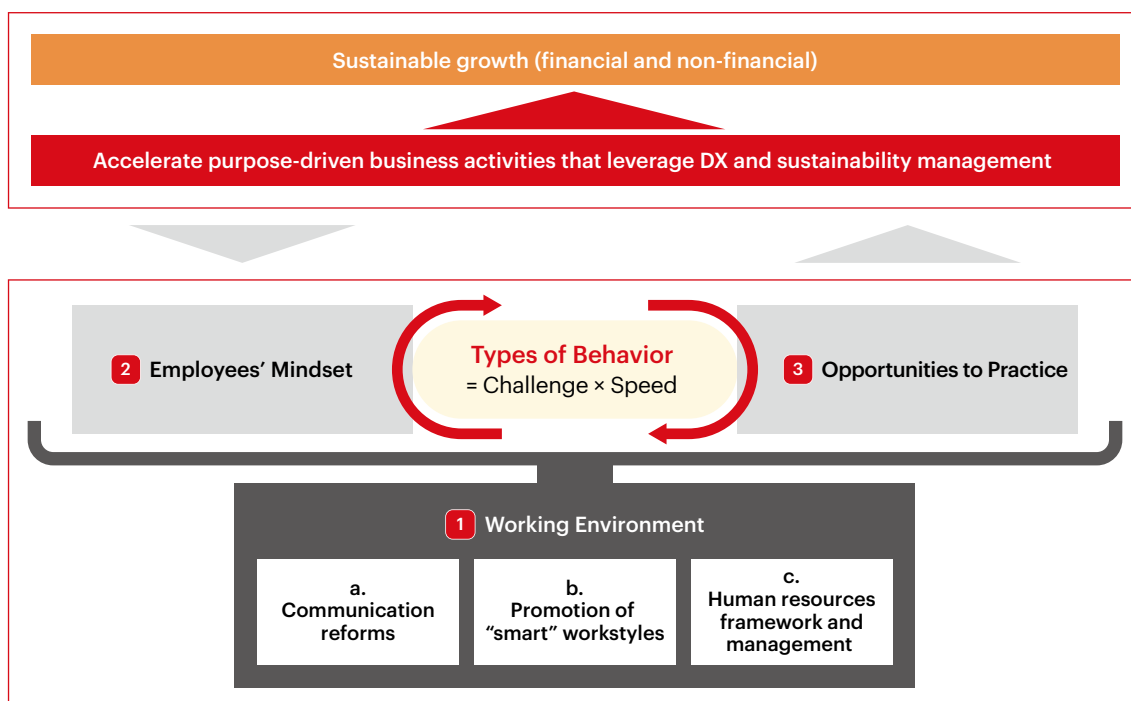 Sustainable growth (financial and non-financial)
Accelerate purpose-driven business activities that leverage DX and sustainability management
2 Employees’ Mindset
Types of Behavior
= Challenge × Speed
3 Opportunities to Practice
1 Working Environment
a.
Communication
reforms
b.
Promotion of
“smart” workstyles
c.
Human resources
framework and
management